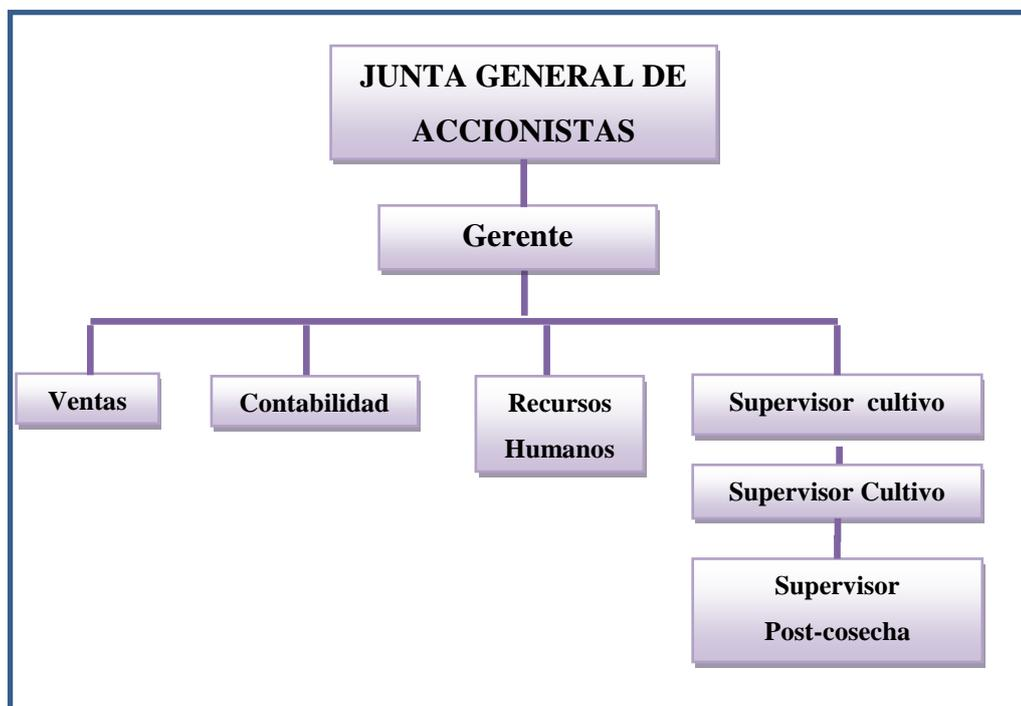 JUNTA GENERAL DE
ACCIONISTAS
Gerente
Ventas
Contabilidad
Recursos
Humanos
Supervisor cultivo
Supervisor Cultivo
Supervisor
Post-cosecha